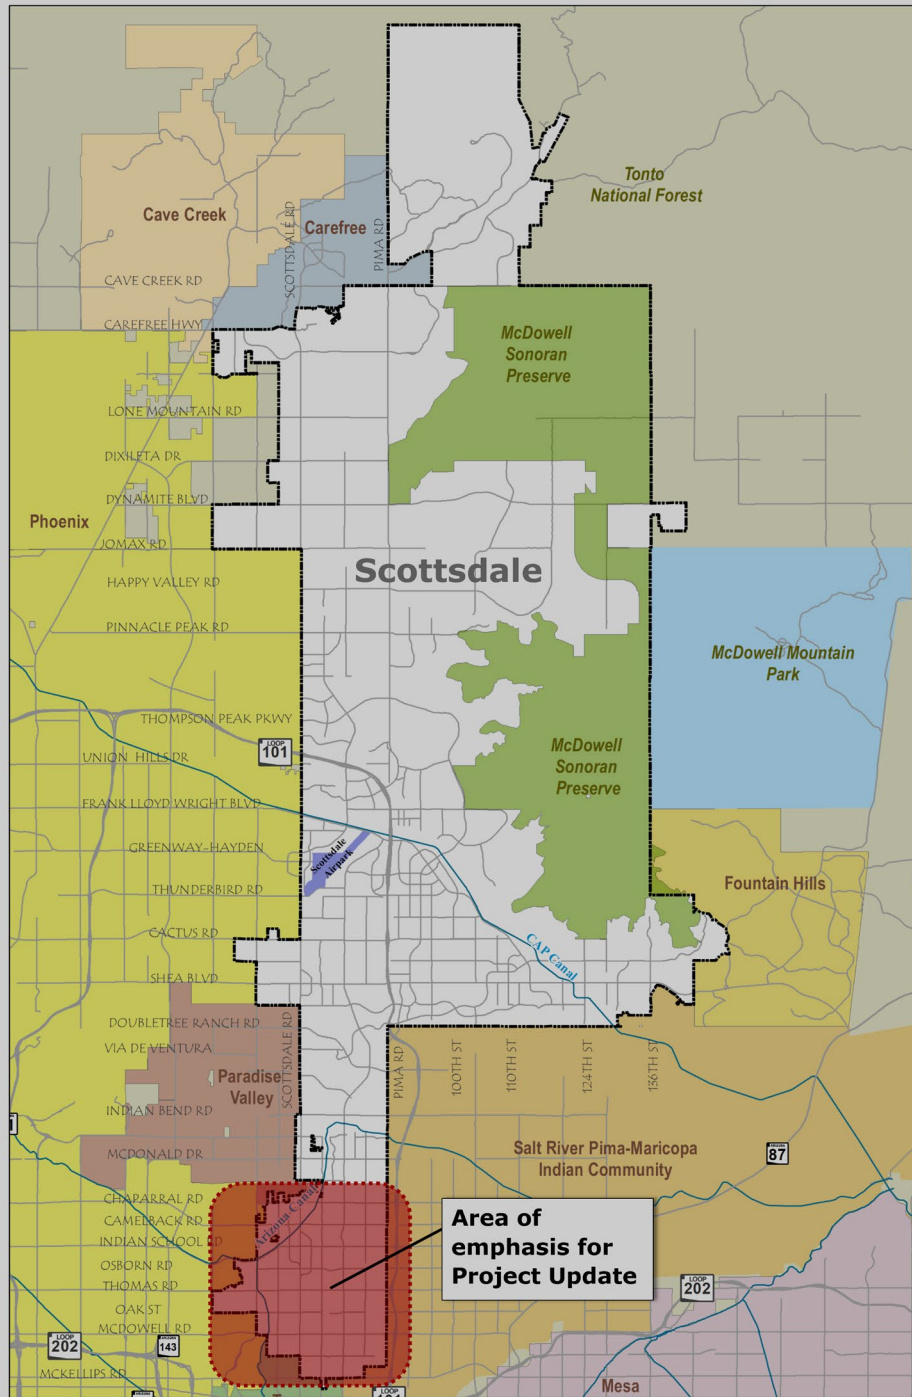 Tonto
National Forest
Cave Creek
Carefree
SCOTTSDALE RD
PIMA RD
CAVE CREEK RD
CAREFREE HWY
McDowell
Sonoran
Preserve
LONE MOUNTAIN RD
DIXILETA DR
DYNAMITE BLVD
Phoenix
JOMAX RD
Scottsdale
HAPPY VALLEY RD
PINNACLE PEAK RD
McDowell Mountain
Park
THOMPSON PEAK PKWY
LOOP
101
McDowell
Sonoran
Preserve
UNION HILLS DR
FRANK LLOYD WRIGHT BLVD
GREENWAY-HAYDEN
Scottsdale
Airpark
THUNDERBIRD RD
Fountain Hills
CACTUS RD
CAP Canal
SHEA BLVD
DOUBLETREE RANCH RD
VIA DE VENTURA
SCOTTSDALE RD
PIMA RD
100TH ST
110TH ST
124TH ST
136TH ST
Paradise
Valley
INDIAN BEND RD
MCDONALD DR
Salt River Pima-Maricopa
Indian Community
87
CHAPARRAL RD
CAMELBACK RD
Arizona-Canal
INDIAN SCHOOL RD
Area of
emphasis for
Project Update
OSBORN RD
THOMAS RD
LOOP
202
OAK ST
MCDOWELL RD
LOOP
202
143
MCKELLIPS RD
Mesa